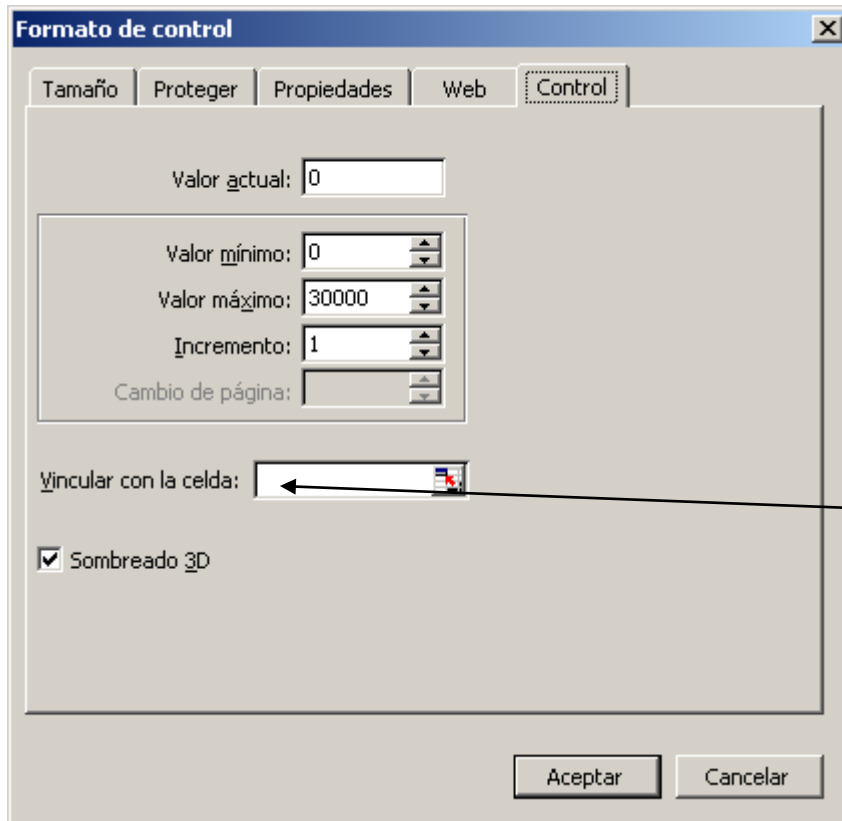 Formato de control
Tamaño Proteger Propiedades Web Control
Valor actual: 0
Valor mínimo: 0
Valor máximo: 30000
Incremento: 1
Cambio de página:
Vincular con la celda:
Sombreado 3D
Aceptar Cancelar